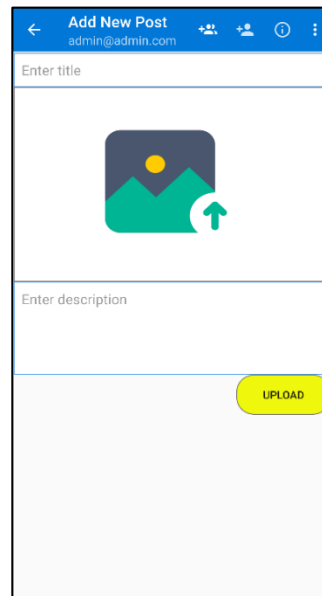 Add New Post
admin@admin.com
Enter title
Enter description
UPLOAD